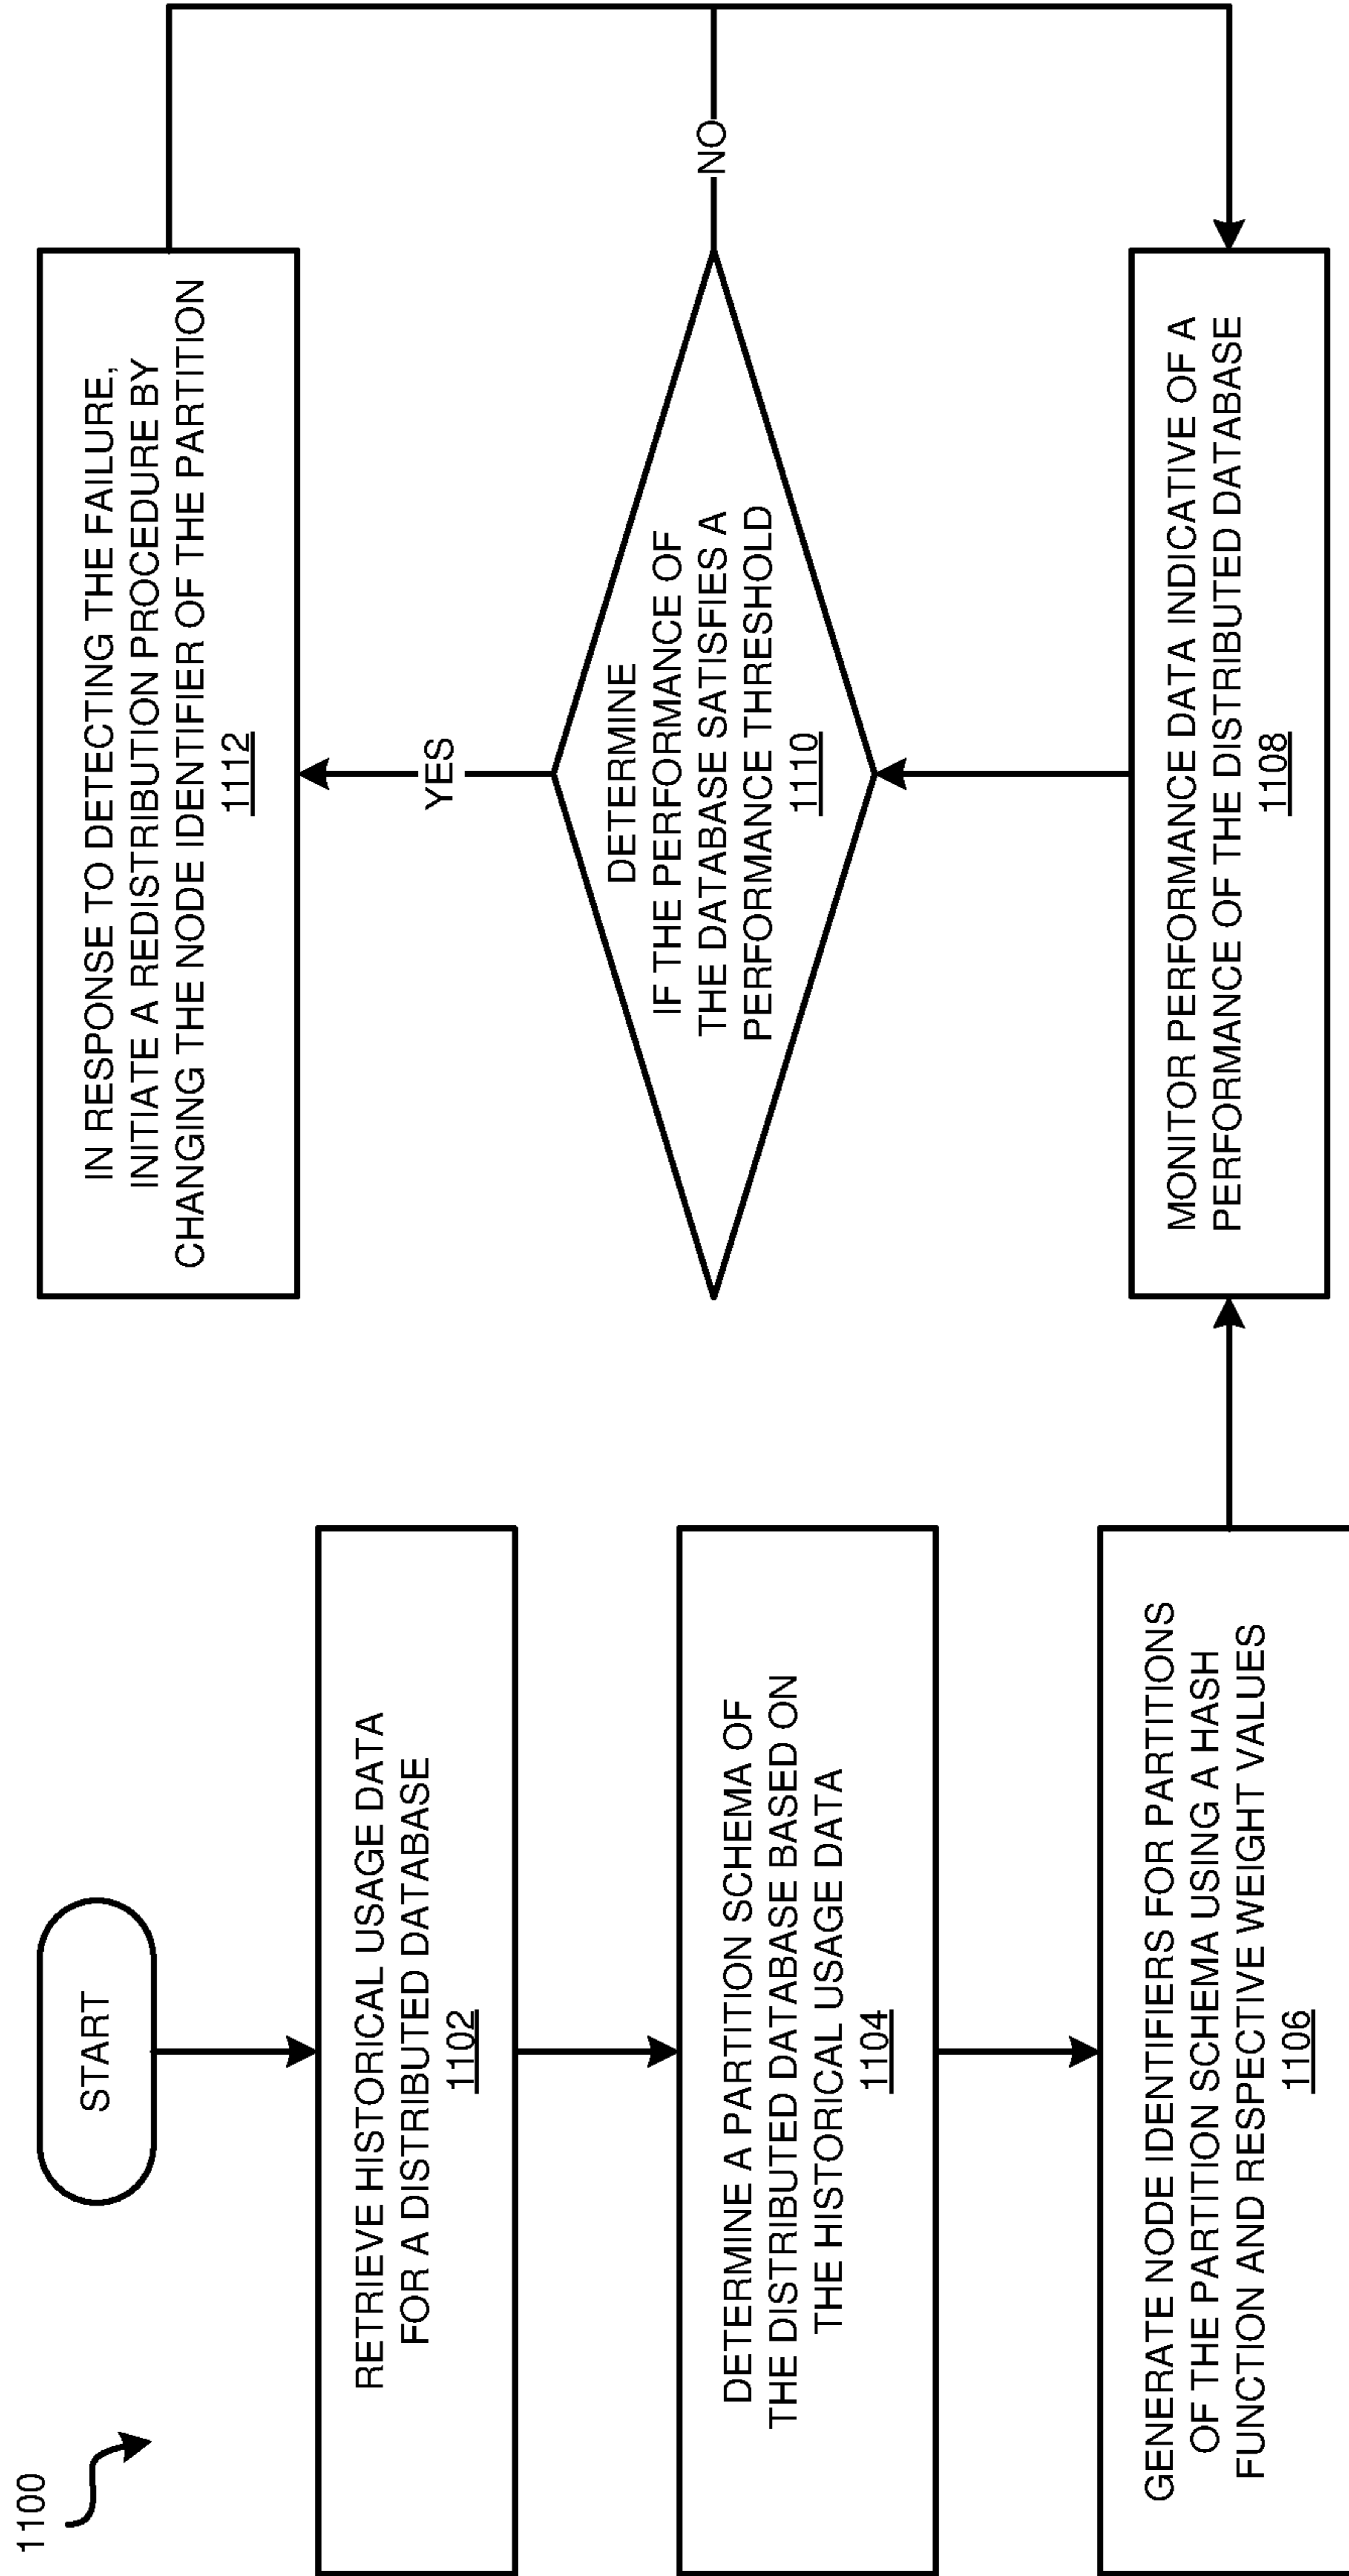 1100
START
RETRIEVE HISTORICAL USAGE DATA
FOR A DISTRIBUTED DATABASE
1102
DETERMINE A PARTITION SCHEMA OF
THE DISTRIBUTED DATABASE BASED ON
THE HISTORICAL USAGE DATA
1104
GENERATE NODE IDENTIFIERS FOR PARTITIONS
OF THE PARTITION SCHEMA USING A HASH
FUNCTION AND RESPECTIVE WEIGHT VALUES
1106
MONITOR PERFORMANCE DATA INDICATIVE OF A
PERFORMANCE OF THE DISTRIBUTED DATABASE
1108
DETERMINE
IF THE PERFORMANCE OF
THE DATABASE SATISFIES A
PERFORMANCE THRESHOLD
1110
YES
NO
IN RESPONSE TO DETECTING THE FAILURE,
INITIATE A REDISTRIBUTION PROCEDURE BY
CHANGING THE NODE IDENTIFIER OF THE PARTITION
1112